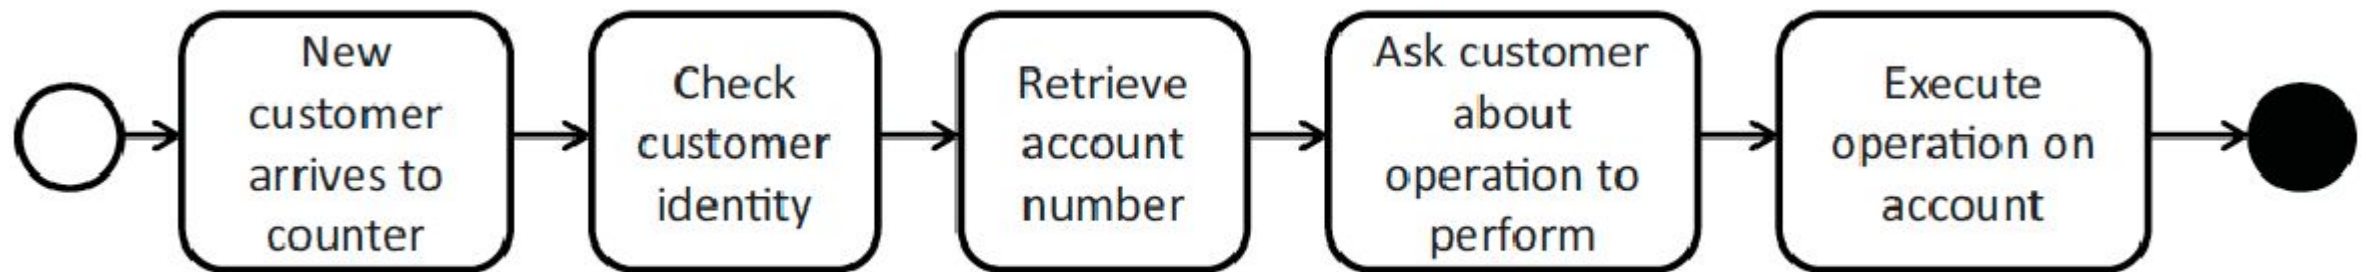 New
customer
arrives to
counter
Check
customer
identity
Retrieve
account
number
Ask customer
about
operation to
perform
Execute
operation on
account